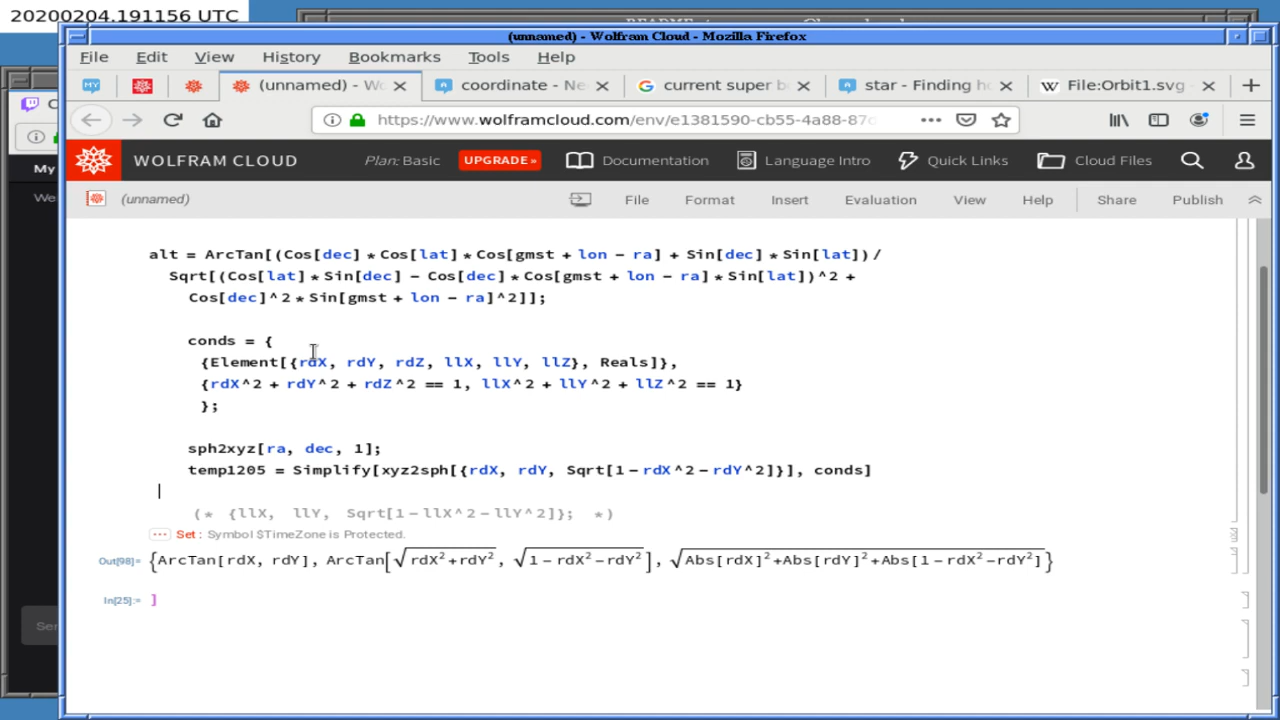 20200204.191156 UTC
(unnamed) - Wolfram Cloud - Mozilla Firefox
File Edit View History Bookmarks Tools Help
(unnamed) - Wo
coordinate - Ne
current super b
star - Finding h
File:Orbit1.svg -
https://www.wolframcloud.com/env/e1381590-cb55-4a88-87c
WOLFRAM CLOUD Plan: Basic UPGRADE » Documentation Language Intro Quick Links Cloud Files
(unnamed) File Format Insert Evaluation View Help Share Publish
My
We
alt = ArcTan[(Cos[dec]*Cos[lat]*Cos[gmst + lon - ra] + Sin[dec]*Sin[lat])/
Sqrt[(Cos[lat]*Sin[dec] - Cos[dec]*Cos[gmst + lon - ra]*Sin[lat])^2 +
Cos[dec]^2*Sin[gmst + lon - ra]^2]];
conds = {
{Element[{rdX, rdY, rdZ, llX, llY, llZ}, Reals]},
{rdX^2 + rdY^2 + rdZ^2 == 1, llX^2 + llY^2 + llZ^2 == 1}
};
sph2xyz[ra, dec, 1];
temp1205 = Simplify[xyz2sph[{rdX, rdY, Sqrt[1-rdX^2-rdY^2]}], conds]
(* {llX, llY, Sqrt[1-llX^2-llY^2]}; *)
··· Set : Symbol $TimeZone is Protected.
Out[98]= {ArcTan[rdX, rdY], ArcTan[√rdX²+rdY², √1-rdX²-rdY²], √Abs[rdX]²+Abs[rdY]²+Abs[1-rdX²-rdY²]}
In[25]:= ]
Ser